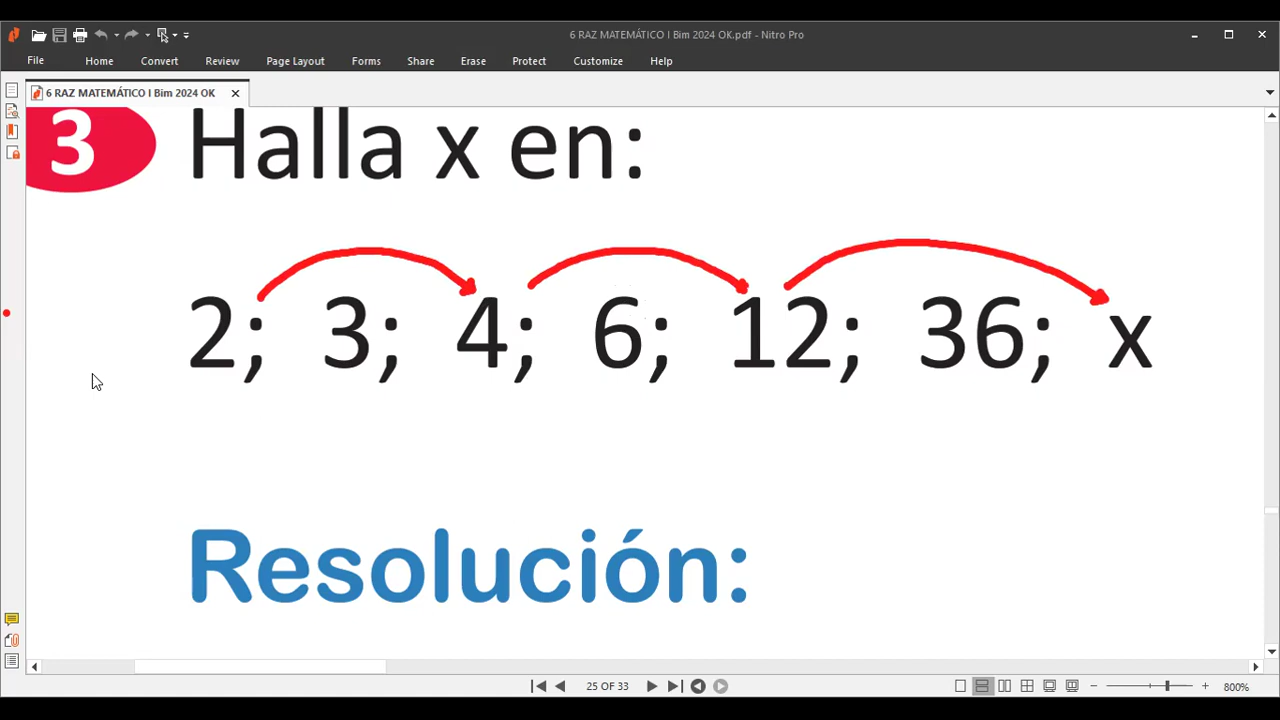 6 RAZ MATEMÁTICO I Bim 2024 OK.pdf - Nitro Pro
File Home Convert Review Page Layout Forms Share Erase Protect Customize Help
6 RAZ MATEMÁTICO I Bim 2024 OK
3 Halla x en:
2; 3; 4; 6; 12; 36; x
Resolución:
25 OF 33
800%